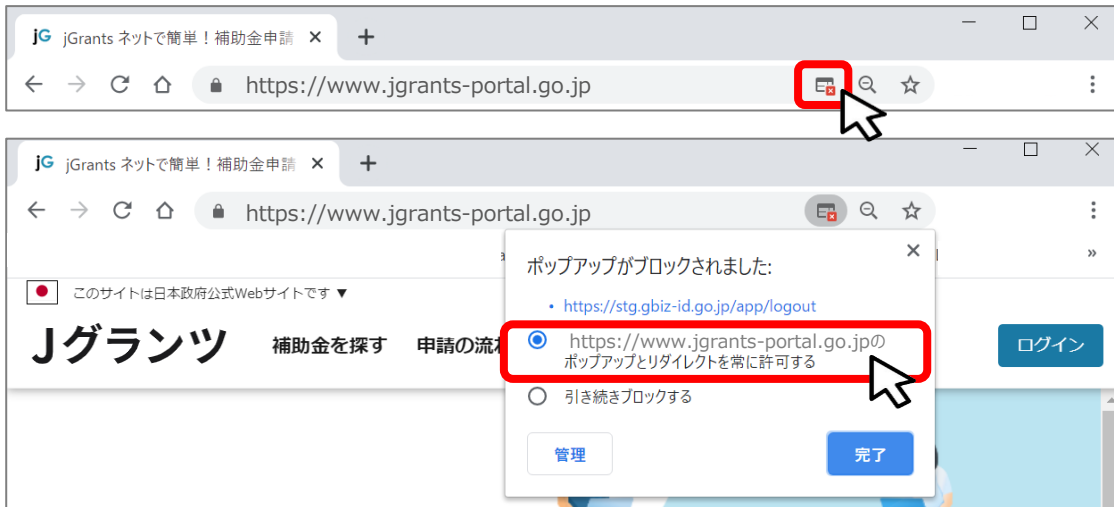 jG jGrants ネットで簡単！補助金申請
https://www.jgrants-portal.go.jp
jG jGrants ネットで簡単！補助金申請
https://www.jgrants-portal.go.jp
このサイトは日本政府公式Webサイトです ▼
Jグランツ 補助金を探す 申請の流れ ログイン
ポップアップがブロックされました:
• https://stg.gbiz-id.go.jp/app/logout
https://www.jgrants-portal.go.jpの
ポップアップとリダイレクトを常に許可する
引き続きブロックする
管理 完了